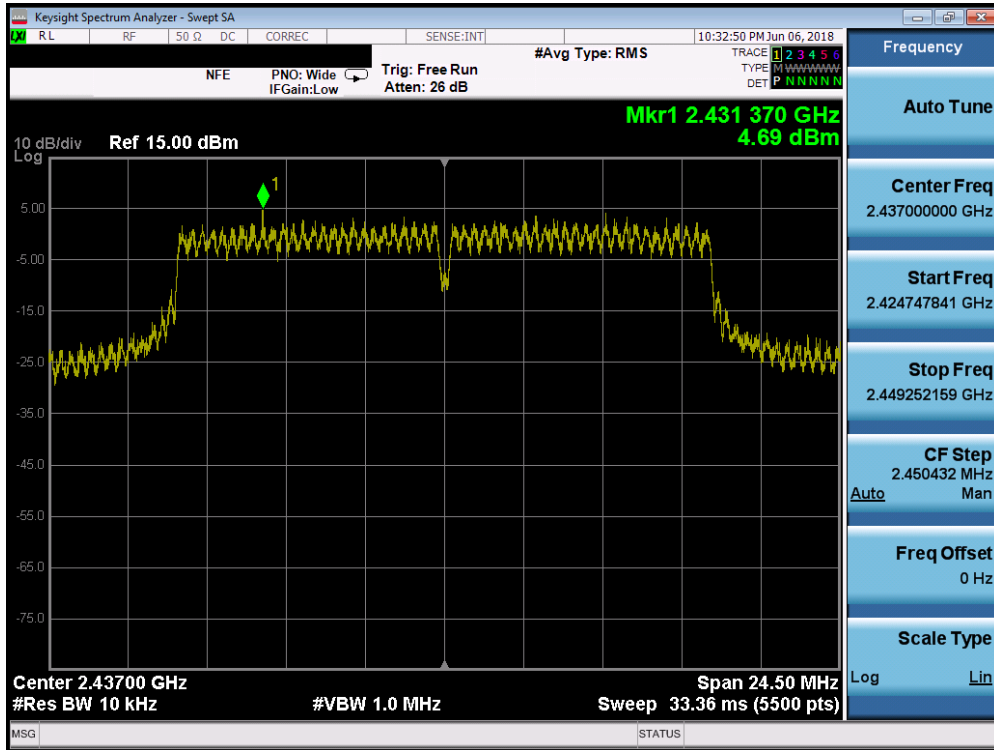 Keysight Spectrum Analyzer - Swept SA
LXI RL RF 50 Ω DC CORREC SENSE:INT 10:32:50 PM Jun 06, 2018
#Avg Type: RMS
TRACE 1 2 3 4 5 6
TYPE M W W W W W
DET P N N N N N
NFE PNO: Wide Trig: Free Run
IFGain:Low Atten: 26 dB
Mkr1 2.431 370 GHz
4.69 dBm
10 dB/div Ref 15.00 dBm
Log
1
5.00
-5.00
-15.0
-25.0
-35.0
-45.0
-55.0
-65.0
-75.0
Center 2.43700 GHz Span 24.50 MHz
#Res BW 10 kHz #VBW 1.0 MHz Sweep 33.36 ms (5500 pts)
MSG STATUS
Frequency
Auto Tune
Center Freq
2.437000000 GHz
Start Freq
2.424747841 GHz
Stop Freq
2.449252159 GHz
CF Step
2.450432 MHz
Auto Man
Freq Offset
0 Hz
Scale Type
Log Lin